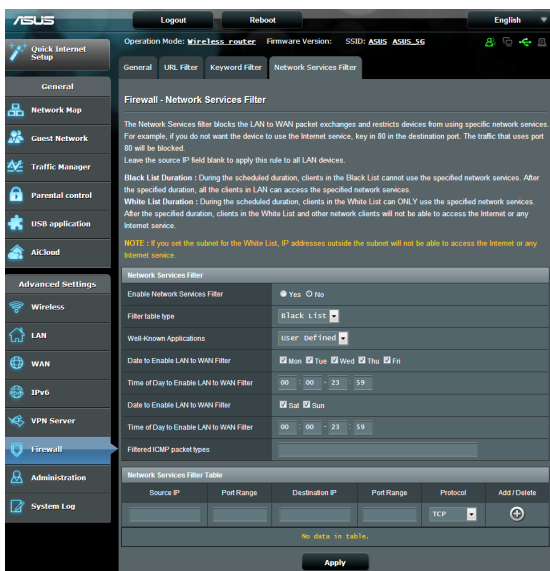 ASUS
Logout
Reboot
English
Quick Internet Setup
Operation Mode: Wireless router Firmware Version: SSID: ASUS ASUS_5G
General
URL Filter
Keyword Filter
Network Services Filter
General
Network Map
Guest Network
Traffic Manager
Parental control
USB application
AiCloud
Advanced Settings
Wireless
LAN
WAN
IPv6
VPN Server
Firewall
Administration
System Log
Firewall - Network Services Filter
The Network Services filter blocks the LAN to WAN packet exchanges and restricts devices from using specific network services.
For example, if you do not want the device to use the Internet service, key in 80 in the destination port. The traffic that uses port
80 will be blocked.
Leave the source IP field blank to apply this rule to all LAN devices.
Black List Duration : During the scheduled duration, clients in the Black List cannot use the specified network services. After
the specified duration, all the clients in LAN can access the specified network services.
White List Duration : During the scheduled duration, clients in the White List can ONLY use the specified network services.
After the specified duration, clients in the White List and other network clients will not be able to access the Internet or any
Internet service.
NOTE : If you set the subnet for the White List, IP addresses outside the subnet will not be able to access the Internet or any
Internet service.
Network Services Filter
Enable Network Services Filter Yes No
Filter table type Black List
Well-Known Applications User Defined
Date to Enable LAN to WAN Filter Mon Tue Wed Thu Fri
Time of Day to Enable LAN to WAN Filter 00 : 00 - 23 : 59
Date to Enable LAN to WAN Filter Sat Sun
Time of Day to Enable LAN to WAN Filter 00 : 00 - 23 : 59
Filtered ICMP packet types
Network Services Filter Table
Source IP Port Range Destination IP Port Range Protocol Add / Delete
TCP
No data in table.
Apply